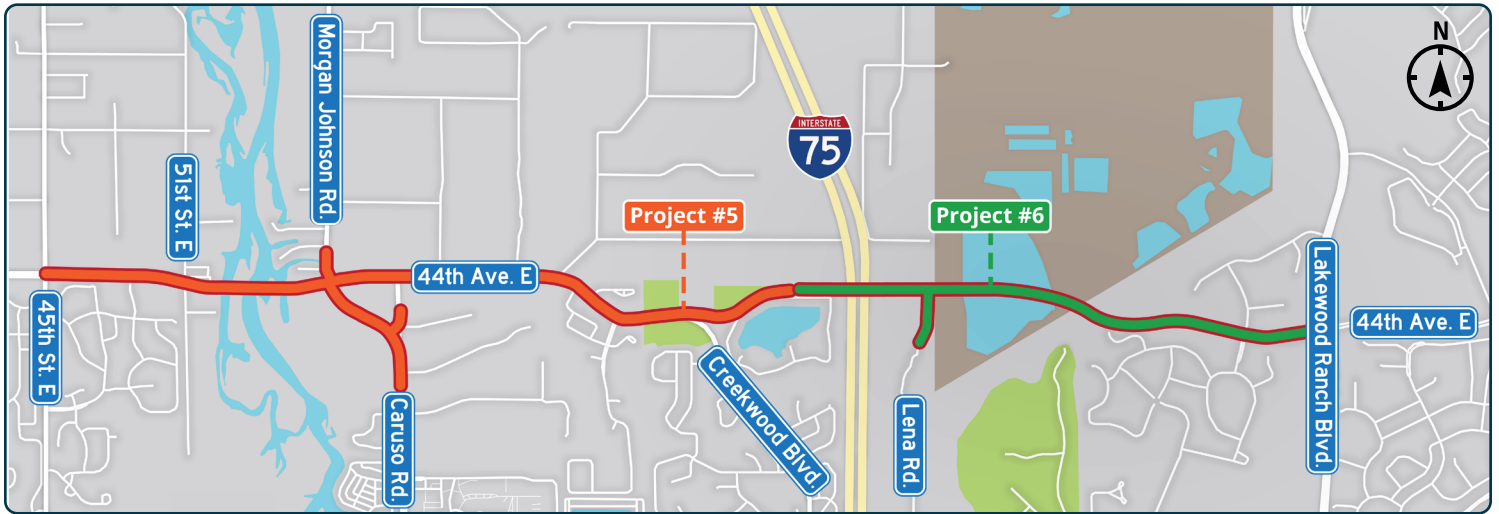 N
Morgan Johnson Rd.
INTERSTATE
75
51st St. E
Project #5
Project #6
44th Ave. E
45th St. E
Lakewood Ranch Blvd.
44th Ave. E
Creekwood Blvd.
Caruso Rd.
Lena Rd.